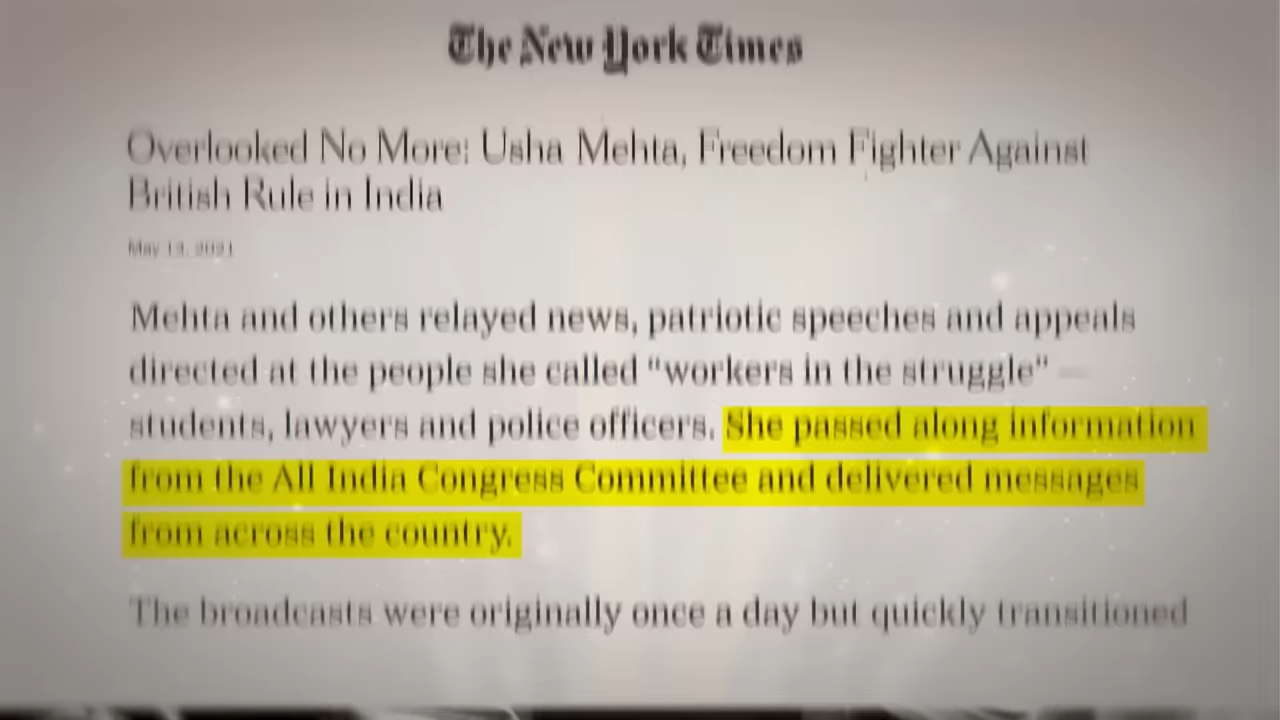 The New York Times
Overlooked No More: Usha Mehta, Freedom Fighter Against
British Rule in India
May 13, 2021
Mehta and others relayed news, patriotic speeches and appeals
directed at the people she called "workers in the struggle" —
students, lawyers and police officers. She passed along information
from the All India Congress Committee and delivered messages
from across the country.
The broadcasts were originally once a day but quickly transitioned